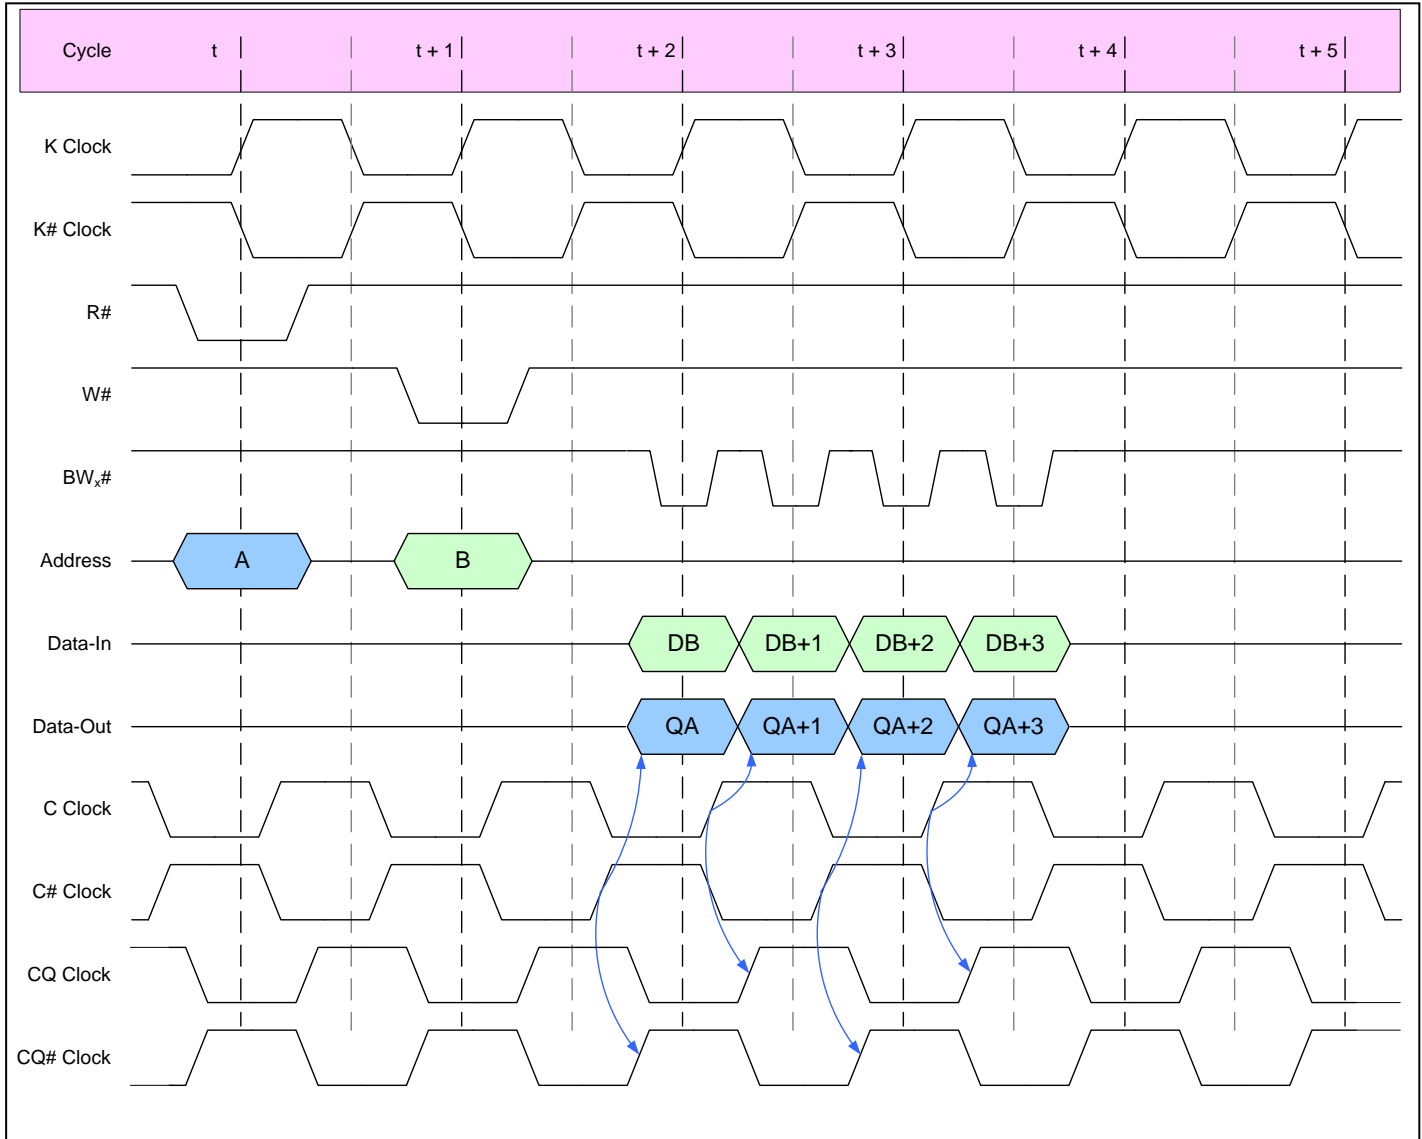 Cycle t t + 1 t + 2 t + 3 t + 4 t + 5
K Clock
K# Clock
R#
W#
BWx#
Address A B
Data-In DB DB+1 DB+2 DB+3
Data-Out QA QA+1 QA+2 QA+3
C Clock
C# Clock
CQ Clock
CQ# Clock